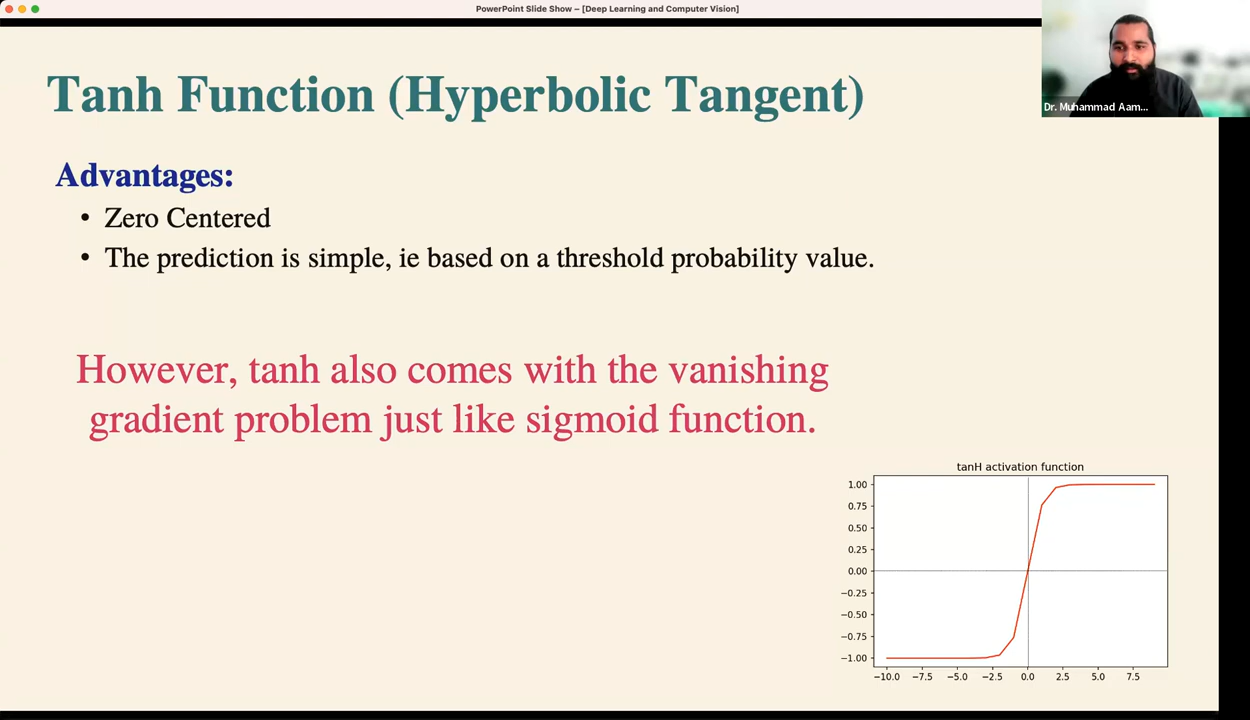 PowerPoint Slide Show – [Deep Learning and Computer Vision]
Dr. Muhammad Aam...
Tanh Function (Hyperbolic Tangent)
Advantages:
• Zero Centered
• The prediction is simple, ie based on a threshold probability value.
However, tanh also comes with the vanishing
gradient problem just like sigmoid function.
tanH activation function
1.00
0.75
0.50
0.25
0.00
−0.25
−0.50
−0.75
−1.00
−10.0 −7.5 −5.0 −2.5 0.0 2.5 5.0 7.5